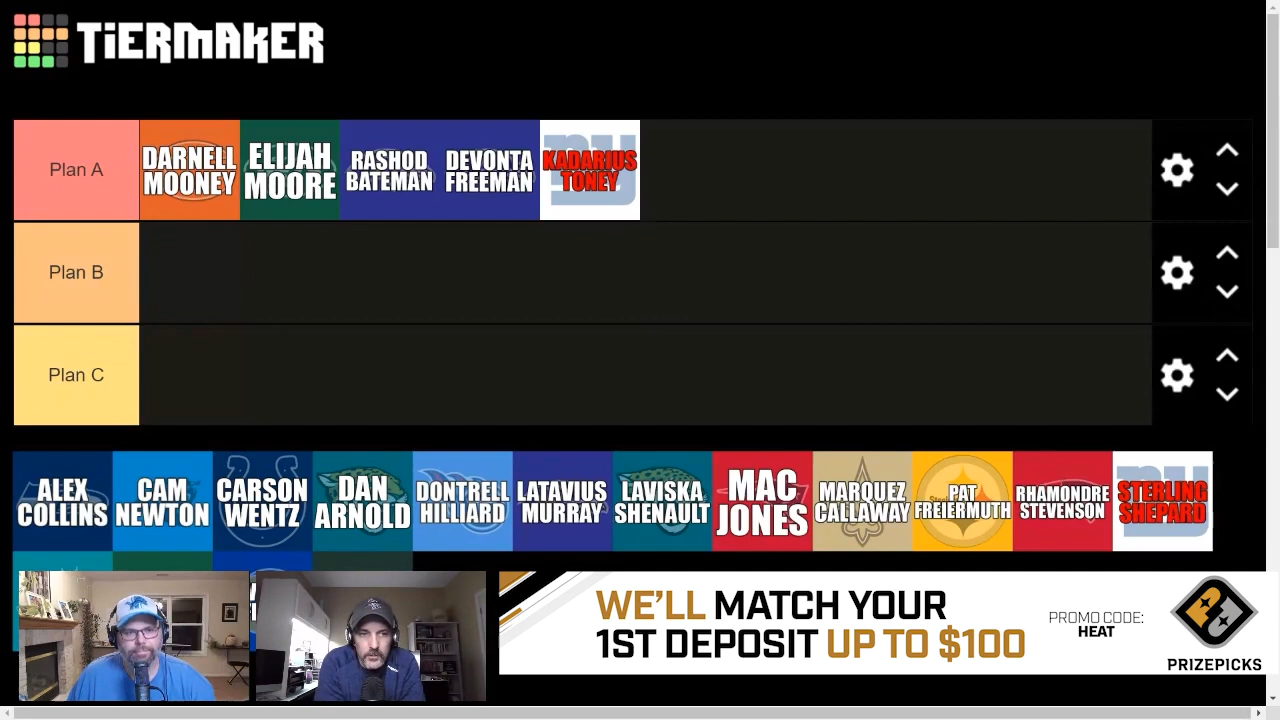 TiERMAKER
Plan A
DARNELL
MOONEY
ELIJAH
MOORE
RASHOD
BATEMAN
DEVONTA
FREEMAN
KADARIUS
TONEY
Plan B
Plan C
ALEX
COLLINS
CAM
NEWTON
CARSON
WENTZ
DAN
ARNOLD
DONTRELL
HILLIARD
LATAVIUS
MURRAY
LAVISKA
SHENAULT
MAC
JONES
MARQUEZ
CALLAWAY
PAT
FREIERMUTH
RHAMONDRE
STEVENSON
STERLING
SHEPARD
WE'LL MATCH YOUR
1ST DEPOSIT UP TO $100
PROMO CODE:
HEAT
PRIZEPICKS